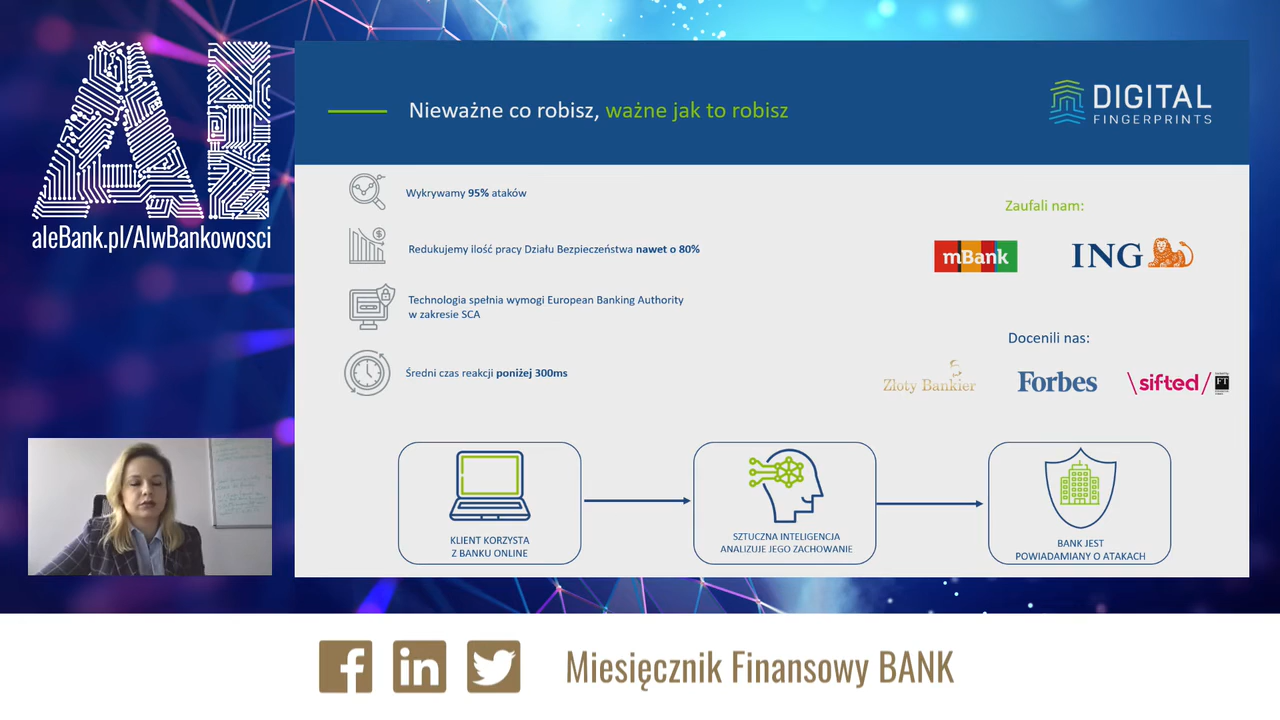 AI
aleBank.pl/AIwBankowosci
Nieważne co robisz, ważne jak to robisz
DIGITAL
FINGERPRINTS
Wykrywamy 95% ataków
Redukujemy ilość pracy Działu Bezpieczeństwa nawet o 80%
Technologia spełnia wymogi European Banking Authority
w zakresie SCA
Średni czas reakcji poniżej 300ms
Zaufali nam:
mBank
ING
Docenili nas:
Złoty Bankier
Forbes
\sifted/
FT
KLIENT KORZYSTA
Z BANKU ONLINE
SZTUCZNA INTELIGENCJA
ANALIZUJE JEGO ZACHOWANIE
BANK JEST
POWIADAMIANY O ATAKACH
Miesięcznik Finansowy BANK